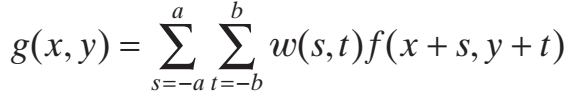 g(x, y) = \sum_{s=-a}^{a} \sum_{t=-b}^{b} w(s, t) f(x + s, y + t)